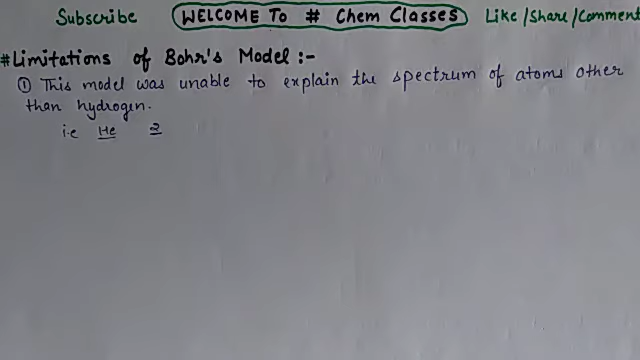 Subscribe WELCOME TO # Chem Classes Like/Share/Comment
#Limitations of Bohr's Model :-
① This model was unable to explain the spectrum of atoms other
than hydrogen.
i.e He 2